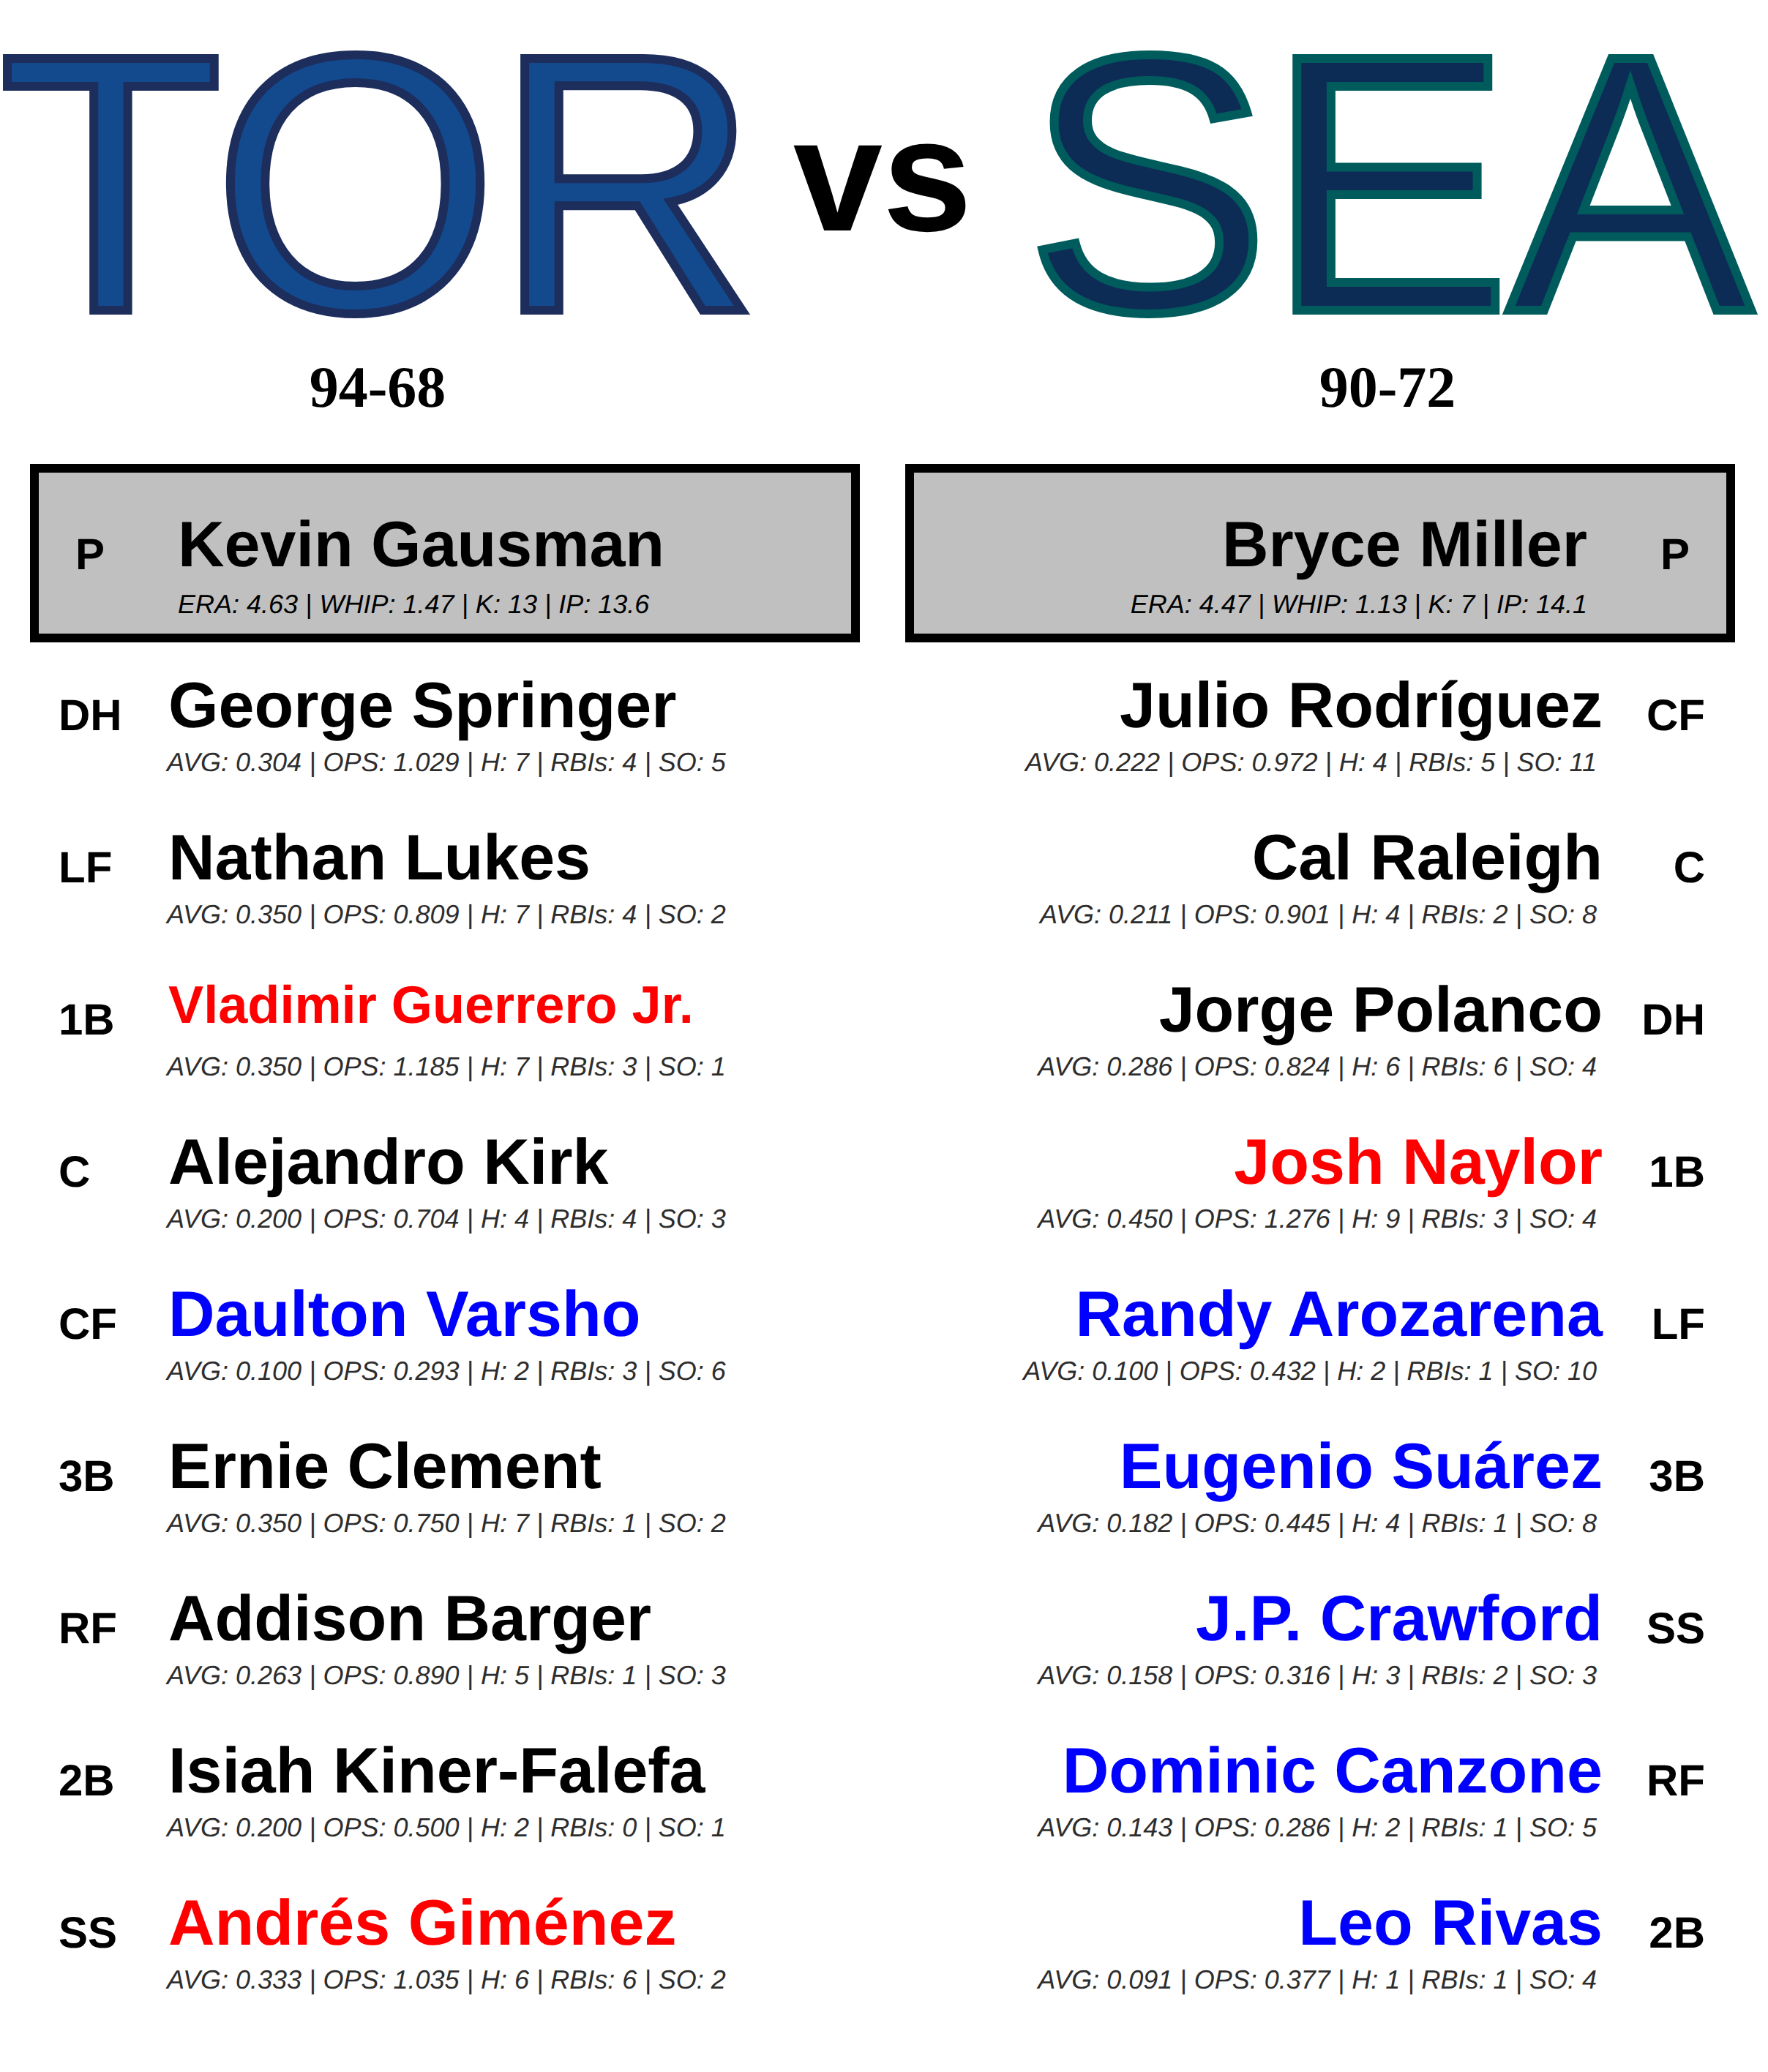 TOR vs SEA
94-68 90-72
P Kevin Gausman
ERA: 4.63 | WHIP: 1.47 | K: 13 | IP: 13.6
Bryce Miller P
ERA: 4.47 | WHIP: 1.13 | K: 7 | IP: 14.1
DH George Springer
AVG: 0.304 | OPS: 1.029 | H: 7 | RBIs: 4 | SO: 5
LF Nathan Lukes
AVG: 0.350 | OPS: 0.809 | H: 7 | RBIs: 4 | SO: 2
1B Vladimir Guerrero Jr.
AVG: 0.350 | OPS: 1.185 | H: 7 | RBIs: 3 | SO: 1
C Alejandro Kirk
AVG: 0.200 | OPS: 0.704 | H: 4 | RBIs: 4 | SO: 3
CF Daulton Varsho
AVG: 0.100 | OPS: 0.293 | H: 2 | RBIs: 3 | SO: 6
3B Ernie Clement
AVG: 0.350 | OPS: 0.750 | H: 7 | RBIs: 1 | SO: 2
RF Addison Barger
AVG: 0.263 | OPS: 0.890 | H: 5 | RBIs: 1 | SO: 3
2B Isiah Kiner-Falefa
AVG: 0.200 | OPS: 0.500 | H: 2 | RBIs: 0 | SO: 1
SS Andrés Giménez
AVG: 0.333 | OPS: 1.035 | H: 6 | RBIs: 6 | SO: 2
Julio Rodríguez CF
AVG: 0.222 | OPS: 0.972 | H: 4 | RBIs: 5 | SO: 11
Cal Raleigh C
AVG: 0.211 | OPS: 0.901 | H: 4 | RBIs: 2 | SO: 8
Jorge Polanco DH
AVG: 0.286 | OPS: 0.824 | H: 6 | RBIs: 6 | SO: 4
Josh Naylor 1B
AVG: 0.450 | OPS: 1.276 | H: 9 | RBIs: 3 | SO: 4
Randy Arozarena LF
AVG: 0.100 | OPS: 0.432 | H: 2 | RBIs: 1 | SO: 10
Eugenio Suárez 3B
AVG: 0.182 | OPS: 0.445 | H: 4 | RBIs: 1 | SO: 8
J.P. Crawford SS
AVG: 0.158 | OPS: 0.316 | H: 3 | RBIs: 2 | SO: 3
Dominic Canzone RF
AVG: 0.143 | OPS: 0.286 | H: 2 | RBIs: 1 | SO: 5
Leo Rivas 2B
AVG: 0.091 | OPS: 0.377 | H: 1 | RBIs: 1 | SO: 4